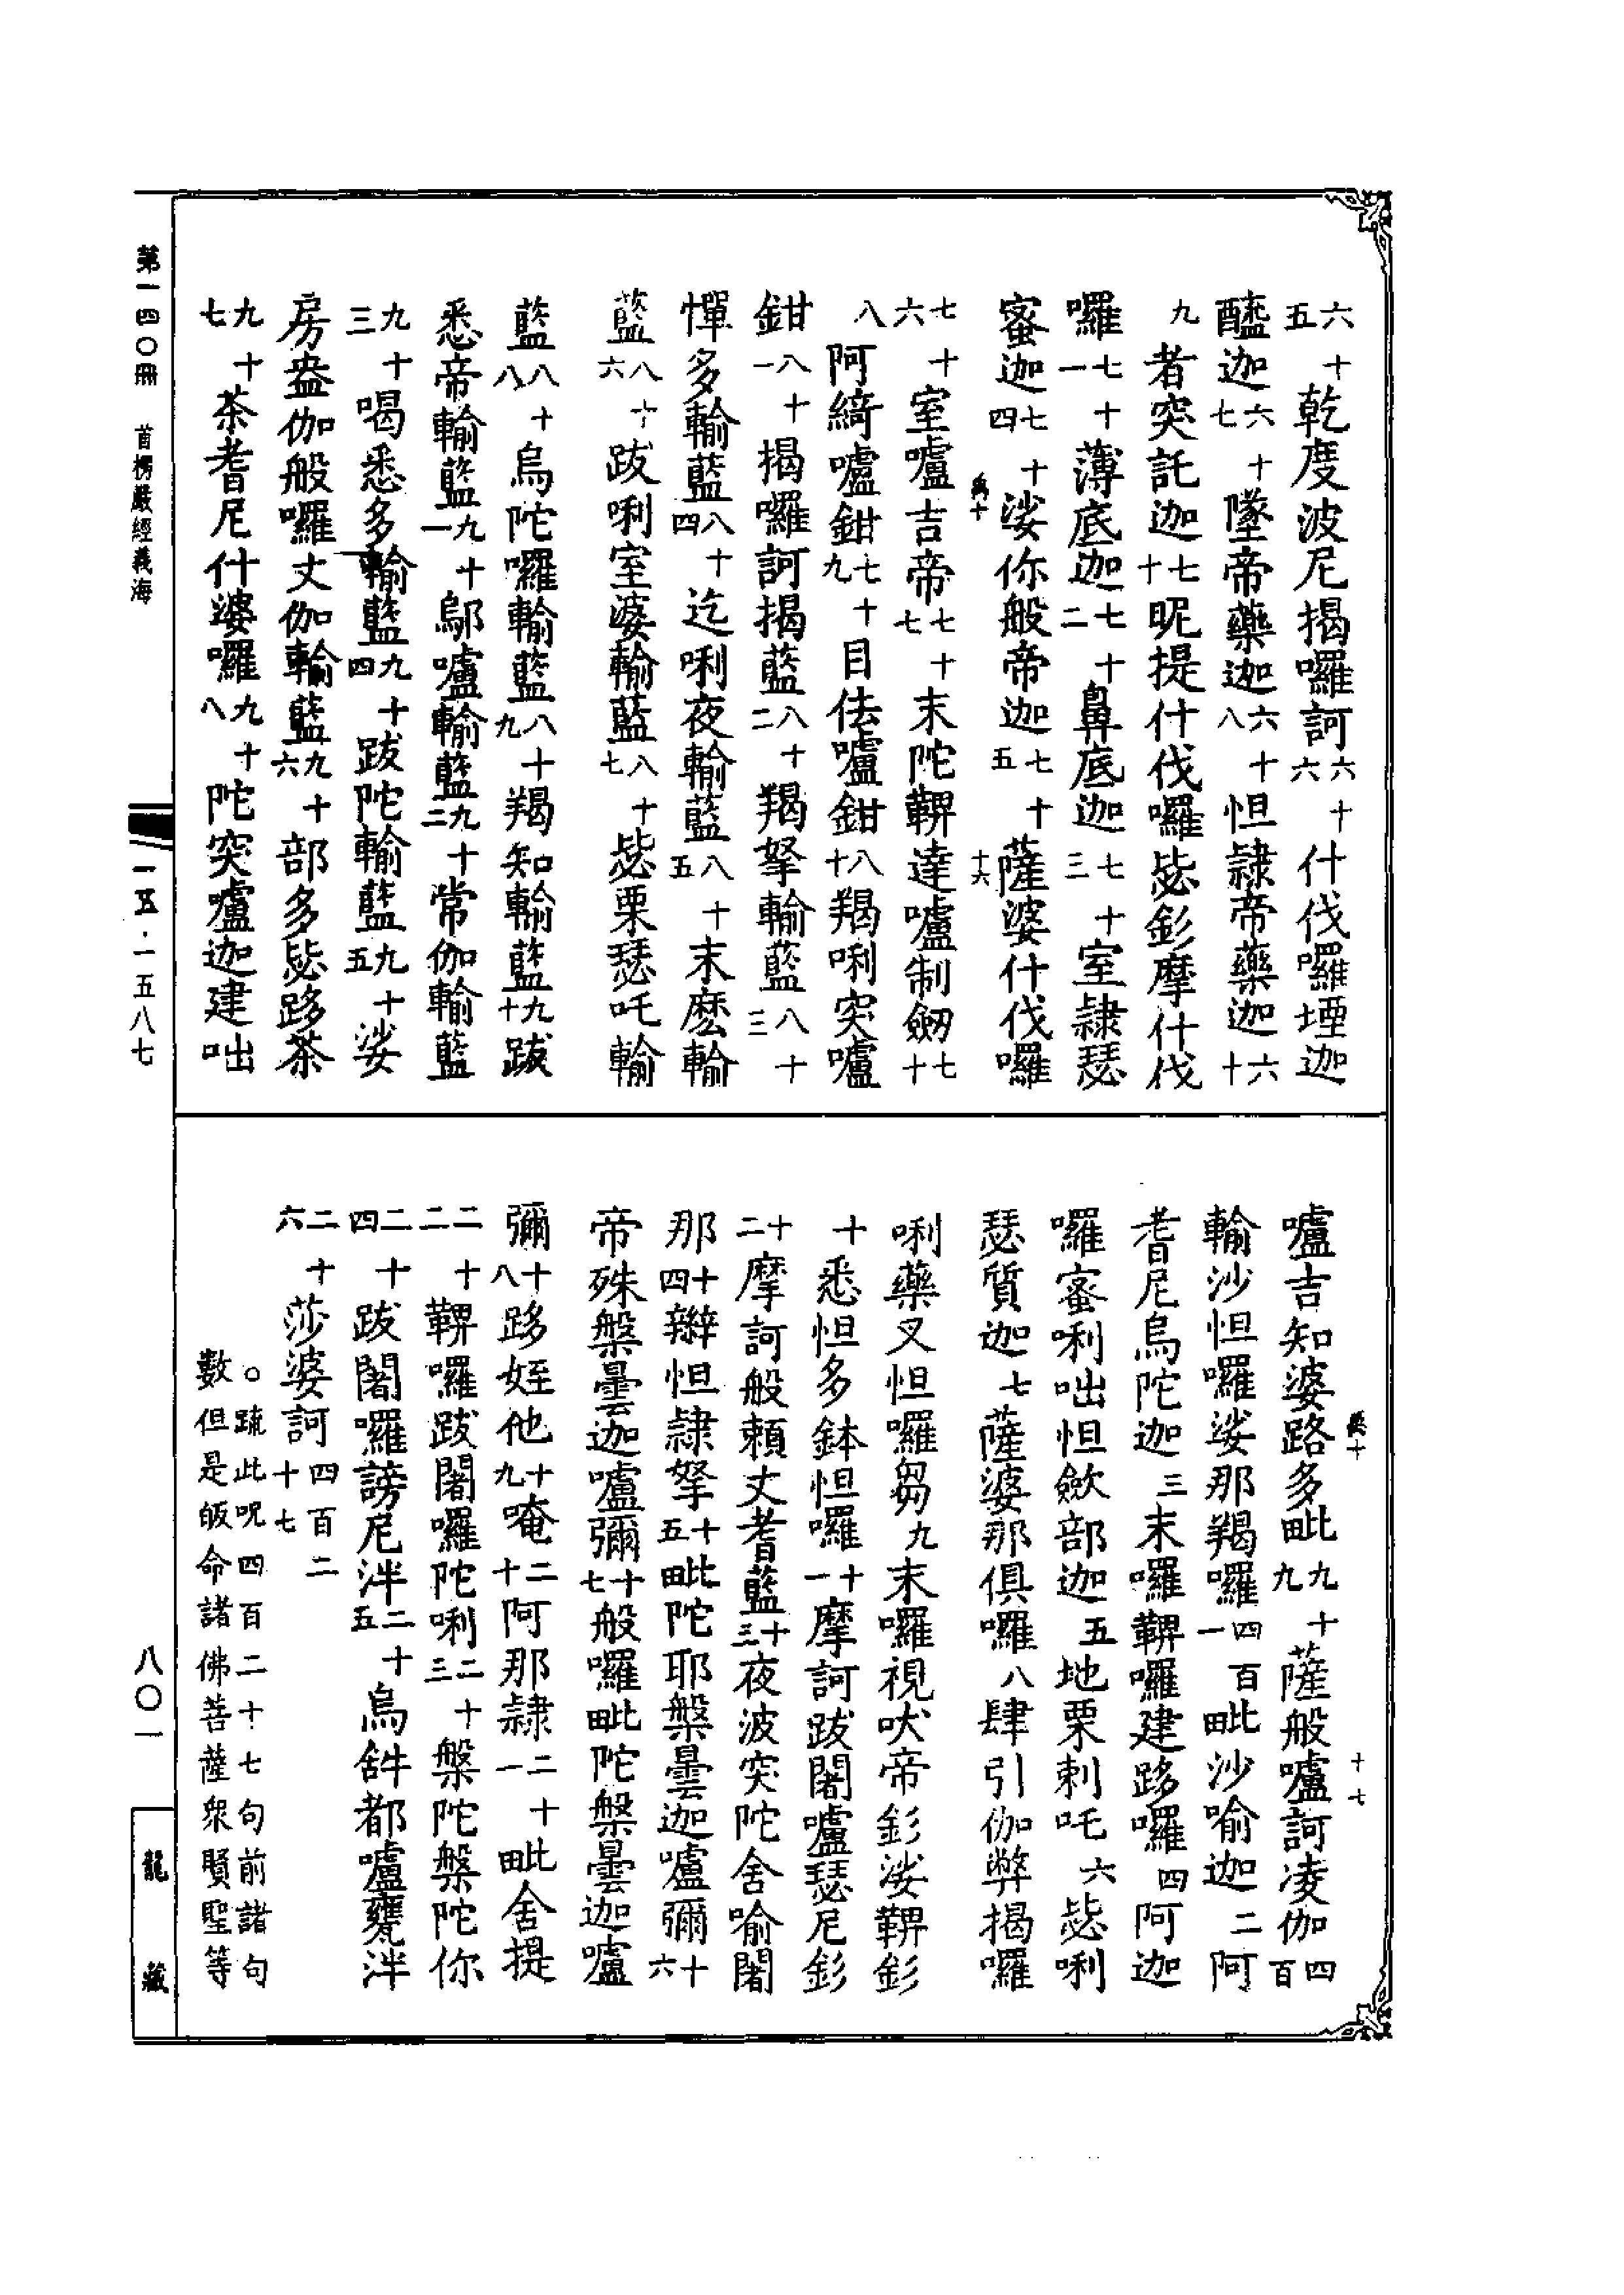 六十五乾度波尼揭囉訶六十六什伐囉堙迦
醯迦六十七墜帝藥迦六十八怛隸帝藥迦六十
九者突託迦七十昵提什伐囉毖釤摩什伐
囉七十一薄底迦七十二鼻底迦七十三室隸瑟
蜜迦七十四娑你般帝迦七十五薩婆什伐囉
七十六室嚧吉帝七十七末陀鞞達嚧制劒七十
八阿綺嚧鉗七十九目佉嚧鉗八十羯唎突嚧
鉗八十一揭囉訶揭藍八十二羯拏輸藍八十三
憚多輸藍八十四迄唎夜輸藍八十五末麽輸
藍八十六跋唎室婆輸藍八十七毖栗瑟吒輸
藍八十八烏陀囉輸藍八十九羯知輸藍九十跋
悉帝輸藍九十一鄔嚧輸藍九十二常伽輸藍
九十三喝悉多輸藍九十四跋陀輸藍九十五娑
房盎伽般囉丈伽輸藍九十六部多毖跢茶
九十七茶耆尼什婆囉九十八陀突嚧迦建咄
十六
嚧吉知婆路多毗九十九薩般嚧訶凌伽四百
輸沙怛囉娑那羯囉四百一毗沙喻迦二阿
耆尼烏陀迦三末囉鞞囉建跢囉四阿迦
囉蜜唎咄怛斂部迦五地栗剌吒六毖唎
瑟質迦七薩婆那俱囉八肆引伽弊揭囉
唎藥叉怛囉芻九末囉視吠帝釤娑鞞釤
十悉怛多鉢怛囉十一摩訶跋闍嚧瑟尼釤
十二摩訶般賴丈耆藍十三夜波突陀舍喻闍
那十四辮怛隸拏十五毗陀耶槃曇迦嚧彌十六
帝殊槃曇迦嚧彌十七般囉毗陀槃曇迦嚧
彌十八跢姪他十九唵二十阿那隸二十一毗舍提
二十二鞞囉跋闍囉陀唎二十三槃陀槃陀你
二十四跋闍囉謗尼泮二十五烏𤙖都嚧甕泮
二十六莎婆訶四百二十七
。疏此呪四百二十七句前諸句
數但是皈命諸佛菩薩衆賢聖等
十七
第一四〇冊　首楞嚴經義海
一五·一五八七
八〇一
龍藏